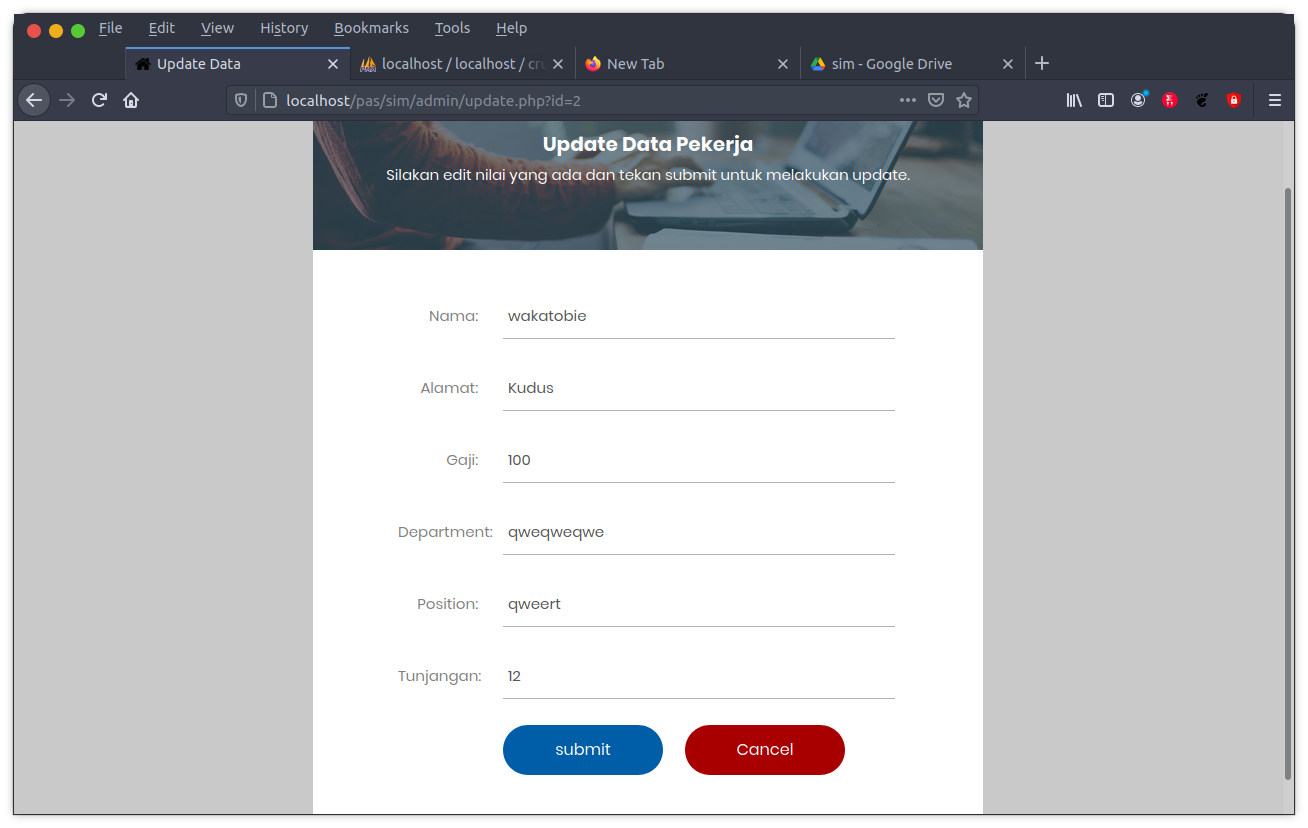 File Edit View History Bookmarks Tools Help
Update Data localhost / localhost / cru New Tab sim - Google Drive
localhost/pas/sim/admin/update.php?id=2
Update Data Pekerja
Silakan edit nilai yang ada dan tekan submit untuk melakukan update.
Nama: wakatobie
Alamat: Kudus
Gaji: 100
Department: qweqweqwe
Position: qweert
Tunjangan: 12
submit Cancel